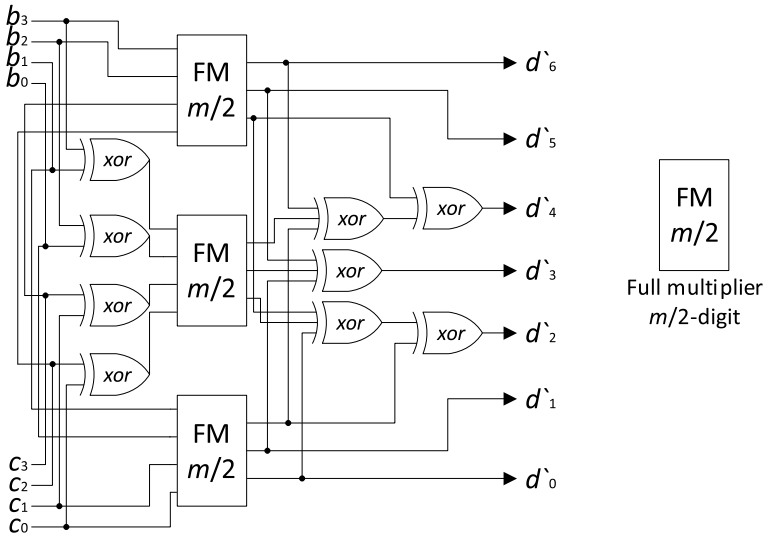 b3
b2
b1
b0
FM
m/2
d`6
d`5
xor
xor
xor
xor
FM
m/2
xor
xor
d`4
xor
d`3
xor
xor
d`2
FM
m/2
d`1
d`0
c3
c2
c1
c0
FM
m/2
Full multiplier
m/2-digit